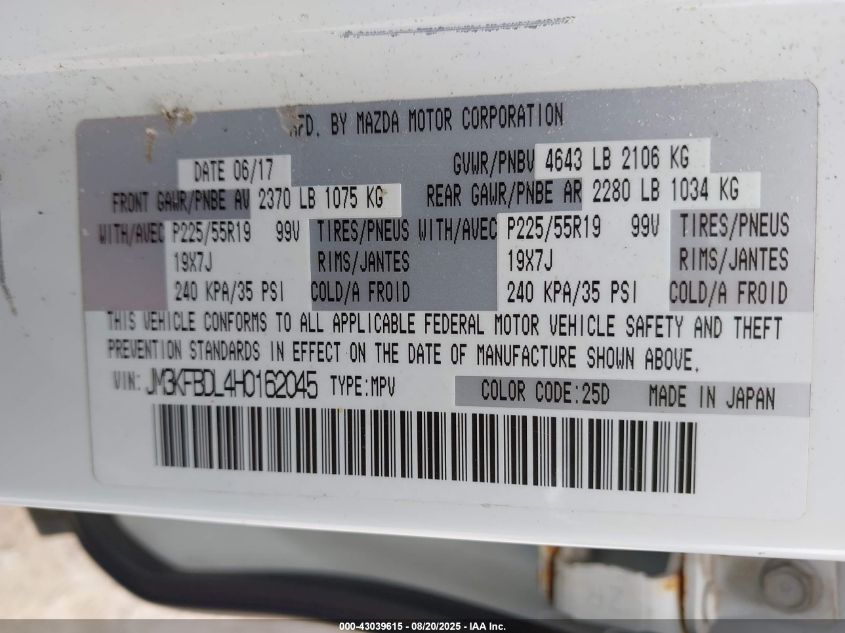 MFD. BY MAZDA MOTOR CORPORATION
DATE 06/17 GVWR/PNBV 4643 LB 2106 KG
FRONT GAWR/PNBE AV 2370 LB 1075 KG REAR GAWR/PNBE AR 2280 LB 1034 KG
WITH/AVEC P225/55R19 99V TIRES/PNEUS WITH/AVEC P225/55R19 99V TIRES/PNEUS
19X7J RIMS/JANTES 19X7J RIMS/JANTES
240 KPA/35 PSI COLD/A FROID 240 KPA/35 PSI COLD/A FROID
THIS VEHICLE CONFORMS TO ALL APPLICABLE FEDERAL MOTOR VEHICLE SAFETY AND THEFT
PREVENTION STANDARDS IN EFFECT ON THE DATE OF MANUFACTURE SHOWN ABOVE.
VIN: JM3KFBDL4H0162045 TYPE:MPV COLOR CODE:25D MADE IN JAPAN
000-43039615 - 08/20/2025 - IAA Inc.